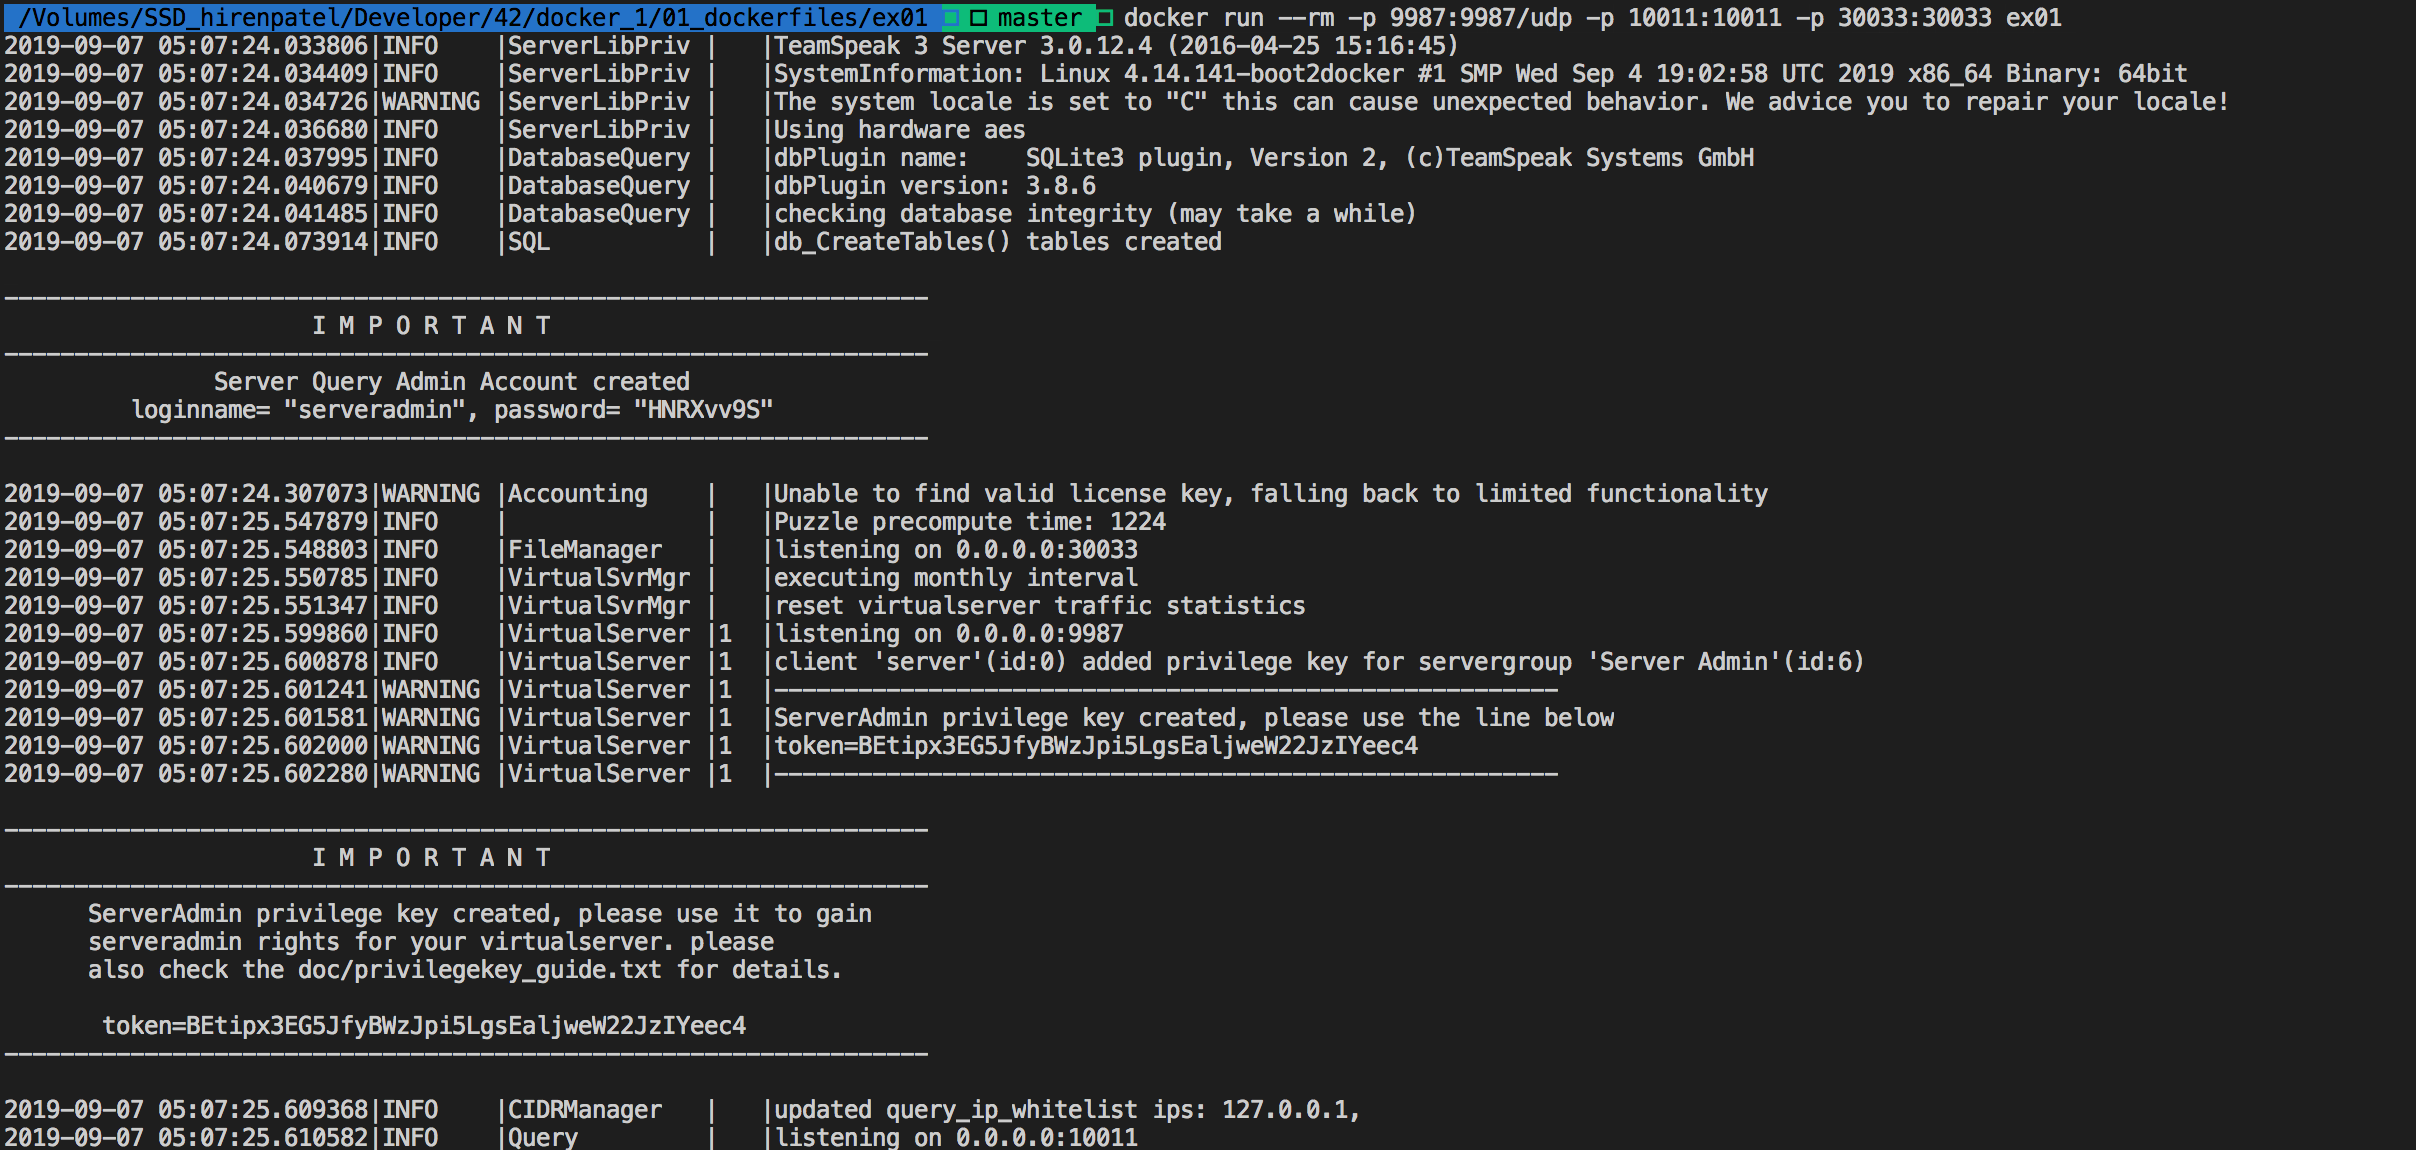 /Volumes/SSD_hirenpatel/Developer/42/docker_1/01_dockerfiles/ex01 master docker run --rm -p 9987:9987/udp -p 10011:10011 -p 30033:30033 ex01
2019-09-07 05:07:24.033806|INFO    |ServerLibPriv |   |TeamSpeak 3 Server 3.0.12.4 (2016-04-25 15:16:45)
2019-09-07 05:07:24.034409|INFO    |ServerLibPriv |   |SystemInformation: Linux 4.14.141-boot2docker #1 SMP Wed Sep 4 19:02:58 UTC 2019 x86_64 Binary: 64bit
2019-09-07 05:07:24.034726|WARNING |ServerLibPriv |   |The system locale is set to "C" this can cause unexpected behavior. We advice you to repair your locale!
2019-09-07 05:07:24.036680|INFO    |ServerLibPriv |   |Using hardware aes
2019-09-07 05:07:24.037995|INFO    |DatabaseQuery |   |dbPlugin name:    SQLite3 plugin, Version 2, (c)TeamSpeak Systems GmbH
2019-09-07 05:07:24.040679|INFO    |DatabaseQuery |   |dbPlugin version: 3.8.6
2019-09-07 05:07:24.041485|INFO    |DatabaseQuery |   |checking database integrity (may take a while)
2019-09-07 05:07:24.073914|INFO    |SQL           |   |db_CreateTables() tables created
------------------------------------------------------------------
I M P O R T A N T
------------------------------------------------------------------
Server Query Admin Account created
loginname= "serveradmin", password= "HNRXvv9S"
------------------------------------------------------------------
2019-09-07 05:07:24.307073|WARNING |Accounting    |   |Unable to find valid license key, falling back to limited functionality
2019-09-07 05:07:25.547879|INFO    |              |   |Puzzle precompute time: 1224
2019-09-07 05:07:25.548803|INFO    |FileManager   |   |listening on 0.0.0.0:30033
2019-09-07 05:07:25.550785|INFO    |VirtualSvrMgr |   |executing monthly interval
2019-09-07 05:07:25.551347|INFO    |VirtualSvrMgr |   |reset virtualserver traffic statistics
2019-09-07 05:07:25.599860|INFO    |VirtualServer |1  |listening on 0.0.0.0:9987
2019-09-07 05:07:25.600878|INFO    |VirtualServer |1  |client 'server'(id:0) added privilege key for servergroup 'Server Admin'(id:6)
2019-09-07 05:07:25.601241|WARNING |VirtualServer |1  |--------------------------------------------------------
2019-09-07 05:07:25.601581|WARNING |VirtualServer |1  |ServerAdmin privilege key created, please use the line below
2019-09-07 05:07:25.602000|WARNING |VirtualServer |1  |token=BEtipx3EG5JfyBWzJpi5LgsEaljweW22JzIYeec4
2019-09-07 05:07:25.602280|WARNING |VirtualServer |1  |--------------------------------------------------------
------------------------------------------------------------------
I M P O R T A N T
------------------------------------------------------------------
ServerAdmin privilege key created, please use it to gain
serveradmin rights for your virtualserver. please
also check the doc/privilegekey_guide.txt for details.
token=BEtipx3EG5JfyBWzJpi5LgsEaljweW22JzIYeec4
------------------------------------------------------------------
2019-09-07 05:07:25.609368|INFO    |CIDRManager   |   |updated query_ip_whitelist ips: 127.0.0.1,
2019-09-07 05:07:25.610582|INFO    |Query         |   |listening on 0.0.0.0:10011